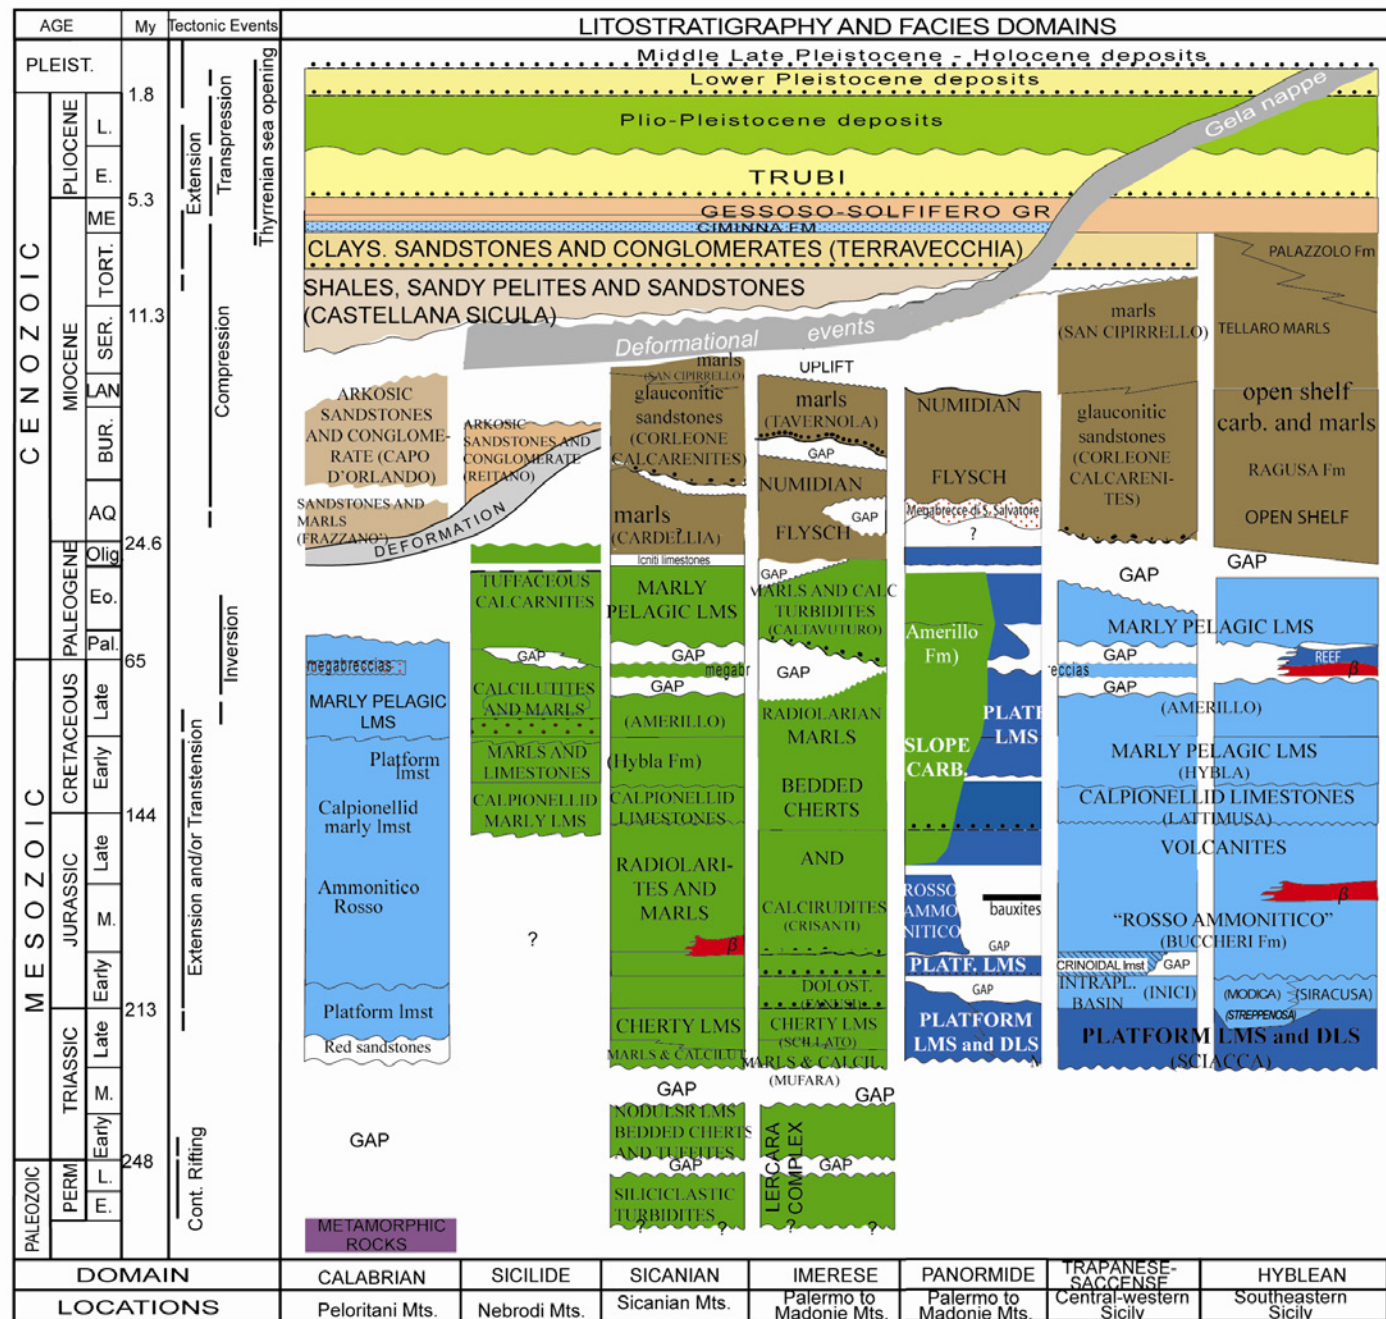 AGE
My
Tectonic Events
LITOSTRATIGRAPHY AND FACIES DOMAINS
PLEIST.
CENOZOIC
PLIOCENE
L.
E.
MIOCENE
ME
TORT.
SER.
LAN
BUR.
AQ
PALEOGENE
Olig
Eo.
Pal.
MESOZOIC
CRETACEOUS
Late
Early
JURASSIC
Late
M.
Early
TRIASSIC
Late
M.
Early
PALEOZOIC
PERM
L.
E.
1.8
5.3
11.3
24.6
65
144
213
248
Extension
Transpression
Thyrrenian sea opening
Compression
Inversion
Extension and/or Transtension
Cont. Rifting
Middle Late Pleistocene - Holocene deposits
Lower Pleistocene deposits
Plio-Pleistocene deposits
Gela nappe
TRUBI
GESSOSO-SOLFIFERO GR
CIMINNA FM
CLAYS. SANDSTONES AND CONGLOMERATES (TERRAVECCHIA)
SHALES, SANDY PELITES AND SANDSTONES
(CASTELLANA SICULA)
Deformational events
ARKOSIC
SANDSTONES
AND CONGLOME-
RATE (CAPO
D'ORLANDO)
SANDSTONES AND
MARLS
(FRAZZANO')
DEFORMATION
megabreccias
MARLY PELAGIC
LMS
Platform
lmst
Calpionellid
marly lmst
Ammonitico
Rosso
Platform lmst
Red sandstones
GAP
METAMORPHIC
ROCKS
ARKOSIC
SANDSTONES AND
CONGLOMERATE
(REITANO)
TUFFACEOUS
CALCARNITES
GAP
CALCILUTITES
AND MARLS
MARLS AND
LIMESTONES
CALPIONELLID
MARLY LMS
?
marls
(SAN CIPIRRELLO)
glauconitic
sandstones
(CORLEONE
CALCARENITES)
marls
?
(CARDELLIA)
lcniti limestones
MARLY
PELAGIC LMS
GAP
megabr
GAP
(AMERILLO)
(Hybla Fm)
CALPIONELLID
LIMESTONES
RADIOLARI-
TES AND
MARLS
β
CHERTY LMS
MARLS & CALCILUT
GAP
NODULSR LMS
BEDDED CHERTS
AND TUFFITES
GAP
SILICICLASTIC
TURBIDITES
? ?
UPLIFT
marls
(TAVERNOLA)
GAP
NUMIDIAN
GAP
FLYSCH
GAP
MARLS AND CALC
TURBIDITES
(CALTAVUTURO)
GAP
RADIOLARIAN
MARLS
BEDDED
CHERTS
AND
CALCIRUDITES
(CRISANTI)
DOLOST.
(FANUSI)
CHERTY LMS
(SCILLATO)
MARLS & CALCIL.
(MUFARA)
GAP
LERCARA
COMPLEX
GAP
? ?
NUMIDIAN
FLYSCH
Megabrecce di S. Salvatore
?
Amerillo
Fm)
PLATF
LMS
SLOPE
CARB.
ROSSO
AMMO
NITICO
bauxites
GAP
PLATF. LMS
GAP
PLATFORM
LMS and DLS
M
marls
(SAN CIPIRRELLO)
glauconitic
sandstones
(CORLEONE
CALCARENI-
TES)
GAP
MARLY PELAGIC LMS
GAP
eccias
GAP
(AMERILLO)
MARLY PELAGIC LMS
(HYBLA)
CALPIONELLID LIMESTONES
(LATTIMUSA)
VOLCANITES
"ROSSO AMMONITICO"
(BUCCHERI Fm)
CRINOIDAL lmst
GAP
INTRAPL.
BASIN
(INICI)
PLATFORM LMS and DLS
(SCIACCA)
PALAZZOLO Fm
TELLARO MARLS
open shelf
carb. and marls
RAGUSA Fm
OPEN SHELF
GAP
REEF
β
β
(MODICA)
(SIRACUSA)
(STREPPENOSA)
DOMAIN
CALABRIAN
SICILIDE
SICANIAN
IMERESE
PANORMIDE
TRAPANESE-
SACCENSE
HYBLEAN
LOCATIONS
Peloritani Mts.
Nebrodi Mts.
Sicanian Mts.
Palermo to
Madonie Mts.
Palermo to
Madonie Mts.
Central-western
Sicily
Southeastern
Sicily